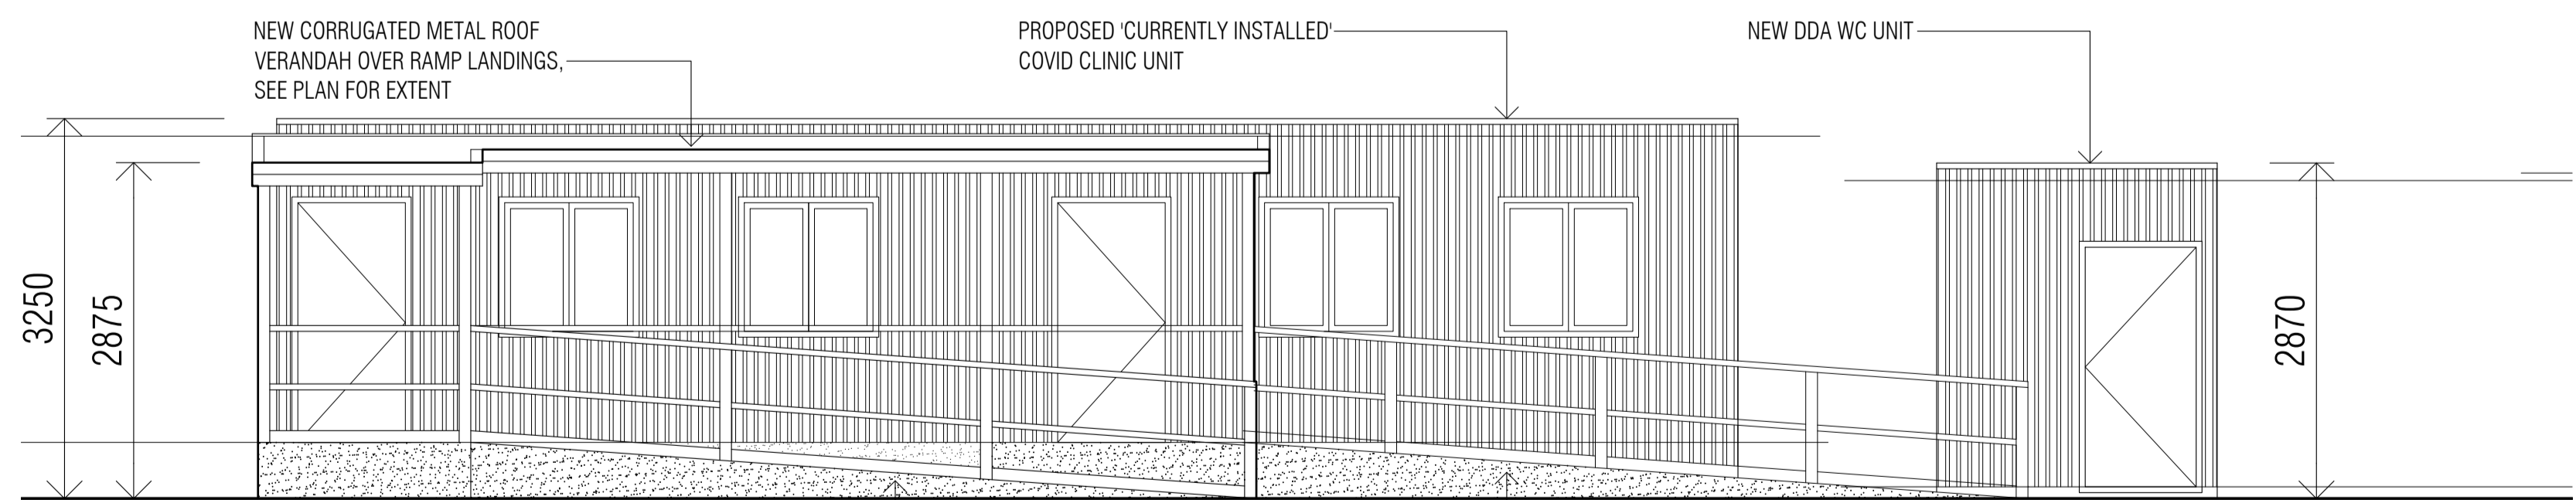 NEW CORRUGATED METAL ROOF
VERANDAH OVER RAMP LANDINGS,
SEE PLAN FOR EXTENT
PROPOSED 'CURRENTLY INSTALLED'
COVID CLINIC UNIT
NEW DDA WC UNIT
3250
2875
2870